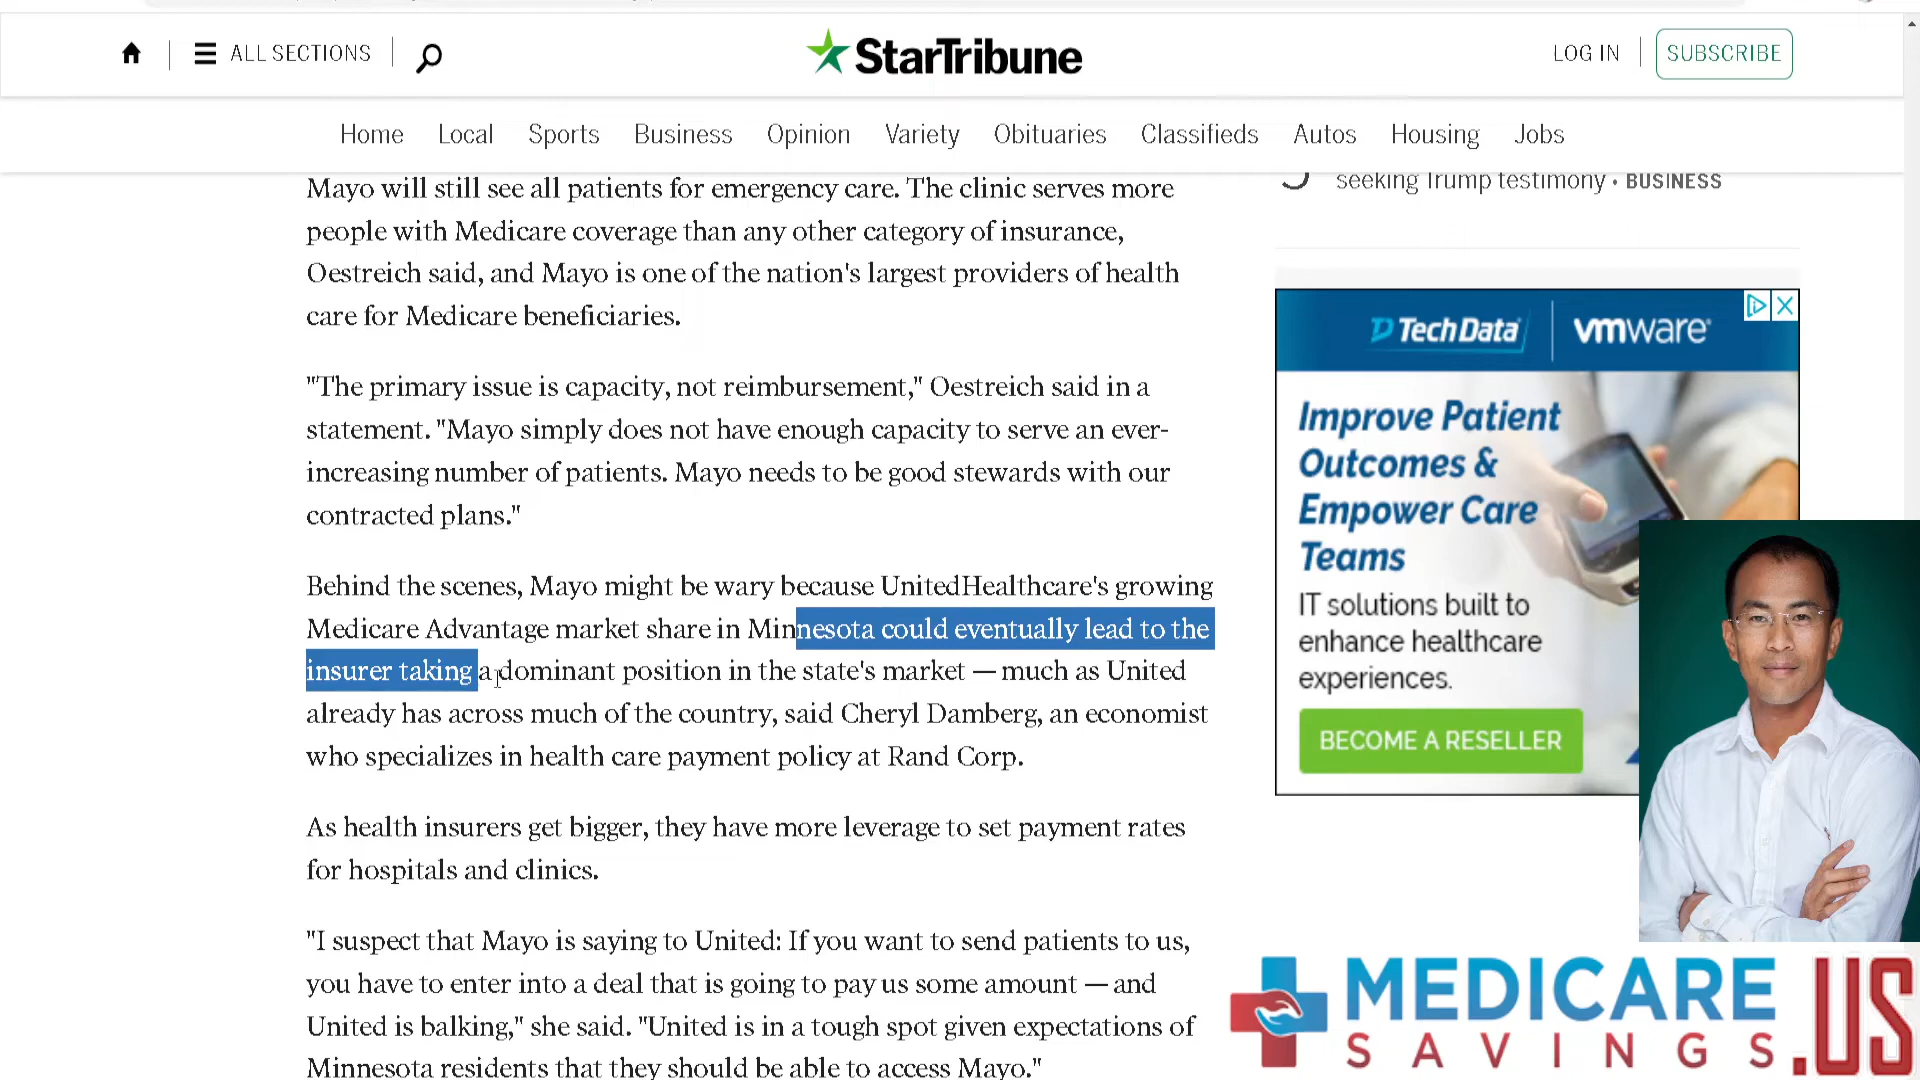 ALL SECTIONS
StarTribune
LOG IN
SUBSCRIBE
Home Local Sports Business Opinion Variety Obituaries Classifieds Autos Housing Jobs
Mayo will still see all patients for emergency care. The clinic serves more
people with Medicare coverage than any other category of insurance,
Oestreich said, and Mayo is one of the nation's largest providers of health
care for Medicare beneficiaries.
"The primary issue is capacity, not reimbursement," Oestreich said in a
statement. "Mayo simply does not have enough capacity to serve an ever-
increasing number of patients. Mayo needs to be good stewards with our
contracted plans."
Behind the scenes, Mayo might be wary because UnitedHealthcare's growing
Medicare Advantage market share in Minnesota could eventually lead to the
insurer taking a dominant position in the state's market — much as United
already has across much of the country, said Cheryl Damberg, an economist
who specializes in health care payment policy at Rand Corp.
As health insurers get bigger, they have more leverage to set payment rates
for hospitals and clinics.
"I suspect that Mayo is saying to United: If you want to send patients to us,
you have to enter into a deal that is going to pay us some amount — and
United is balking," she said. "United is in a tough spot given expectations of
Minnesota residents that they should be able to access Mayo."
seeking Trump testimony • BUSINESS
TechData
vmware
Improve Patient
Outcomes &
Empower Care
Teams
IT solutions built to
enhance healthcare
experiences.
BECOME A RESELLER
MEDICARE
SAVINGS
.US